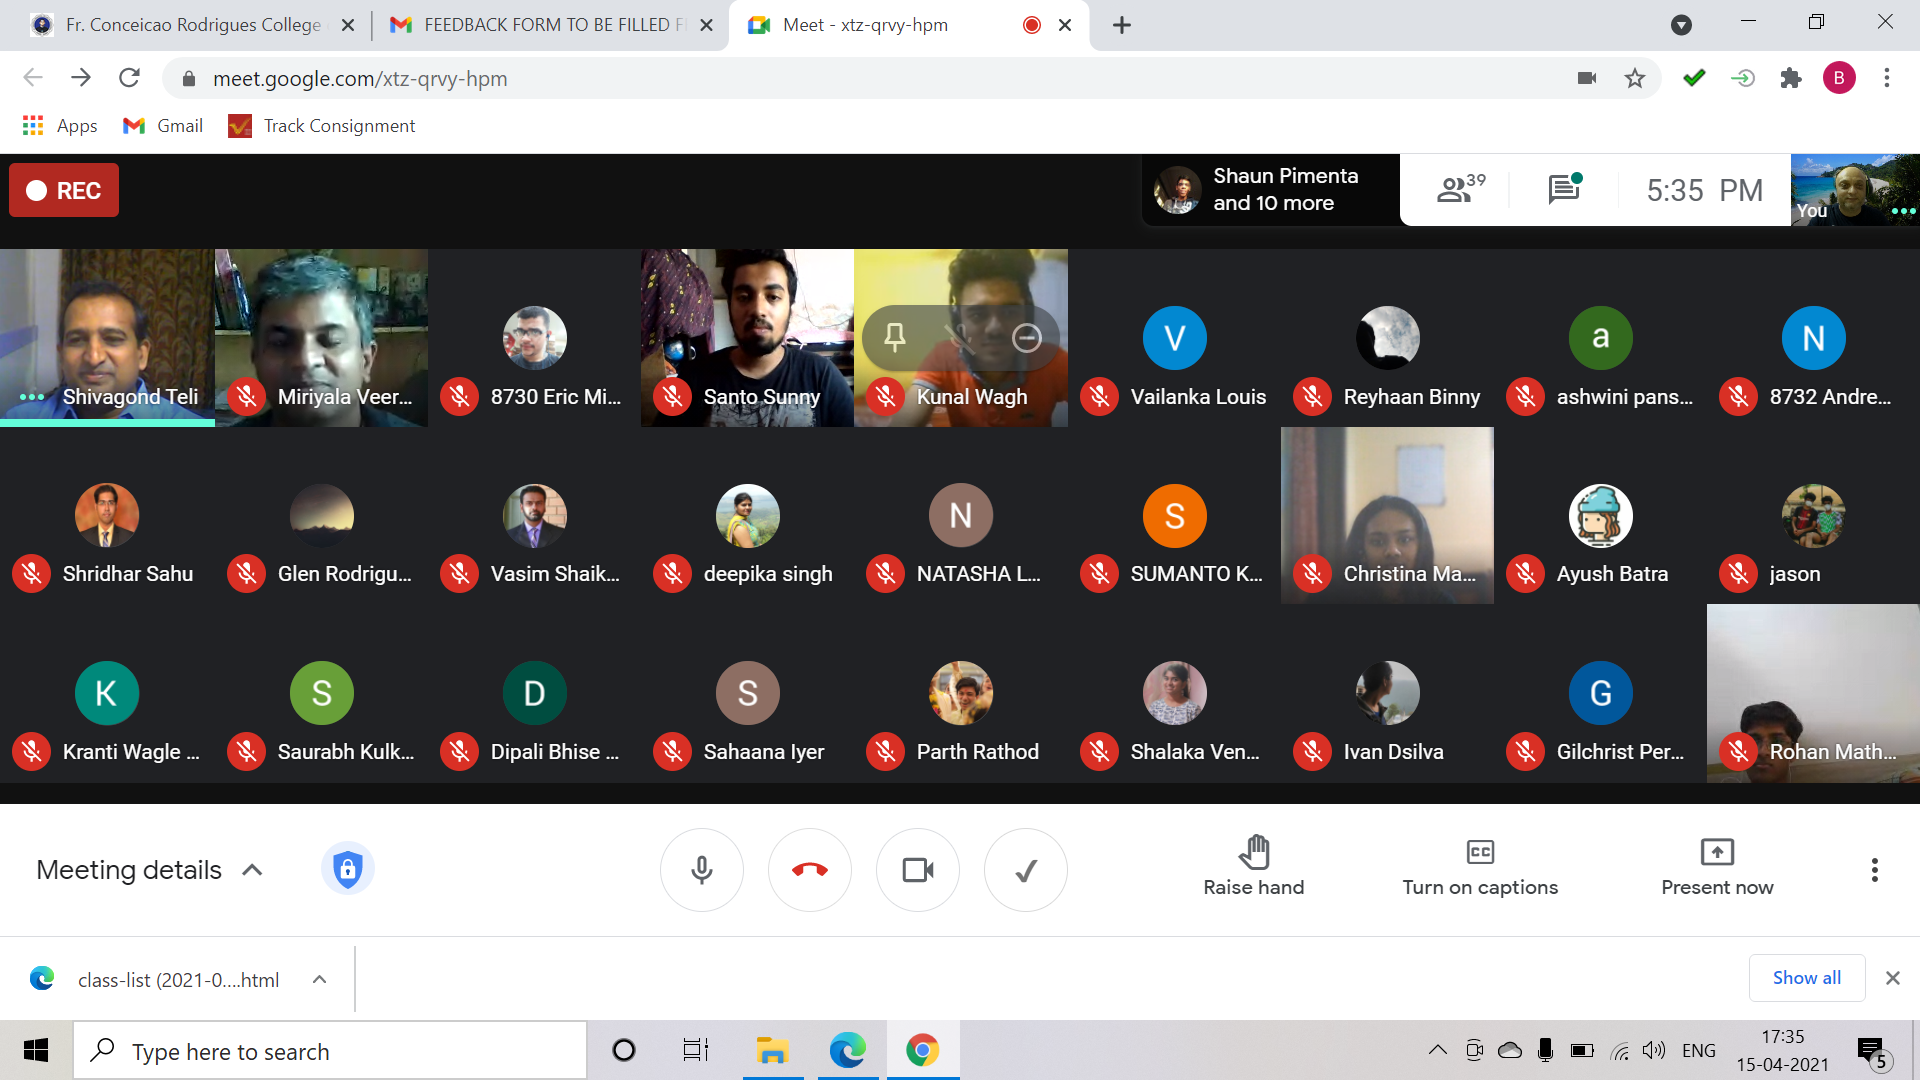 Fr. Conceicao Rodrigues College
FEEDBACK FORM TO BE FILLED F
Meet - xtz-qrvy-hpm
meet.google.com/xtz-qrvy-hpm
B
Apps
Gmail
Track Consignment
REC
Shaun Pimenta
and 10 more
39
5:35 PM
You
Shivagond Teli
Miriyala Veer...
8730 Eric Mi...
Santo Sunny
Kunal Wagh
V
Vailanka Louis
Reyhaan Binny
a
ashwini pans...
N
8732 Andre...
Shridhar Sahu
Glen Rodrigu...
Vasim Shaik...
deepika singh
N
NATASHA L...
S
SUMANTO K...
Christina Ma...
Ayush Batra
jason
K
Kranti Wagle ...
S
Saurabh Kulk...
D
Dipali Bhise ...
S
Sahaana Iyer
Parth Rathod
Shalaka Ven...
Ivan Dsilva
G
Gilchrist Per...
Rohan Math...
Meeting details
Raise hand
CC
Turn on captions
Present now
class-list (2021-0....html
Show all
Type here to search
ENG
17:35
15-04-2021
5